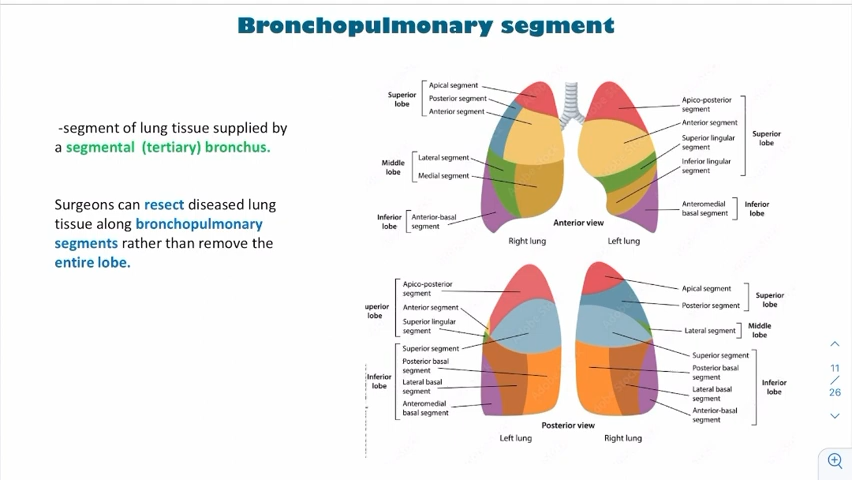 Bronchopulmonary segment
-segment of lung tissue supplied by
a segmental (tertiary) bronchus.
Surgeons can resect diseased lung
tissue along bronchopulmonary
segments rather than remove the
entire lobe.
Superior
lobe
Apical segment
Posterior segment
Anterior segment
Middle
lobe
Lateral segment
Medial segment
Inferior
lobe
Anterior-basal
segment
Apico-posterior
segment
Anterior segment
Superior lingular
segment
Inferior lingular
segment
Superior
lobe
Anteromedial
basal segment
Inferior
lobe
Anterior view
Right lung
Left lung
uperior
lobe
Apico-posterior
segment
Anterior segment
Superior lingular
segment
Inferior
lobe
Superior segment
Posterior basal
segment
Lateral basal
segment
Anteromedial
basal segment
Apical segment
Posterior segment
Superior
lobe
Lateral segment
Middle
lobe
Superior segment
Posterior basal
segment
Lateral basal
segment
Anterior-basal
segment
Inferior
lobe
Posterior view
Left lung
Right lung
11
/
26